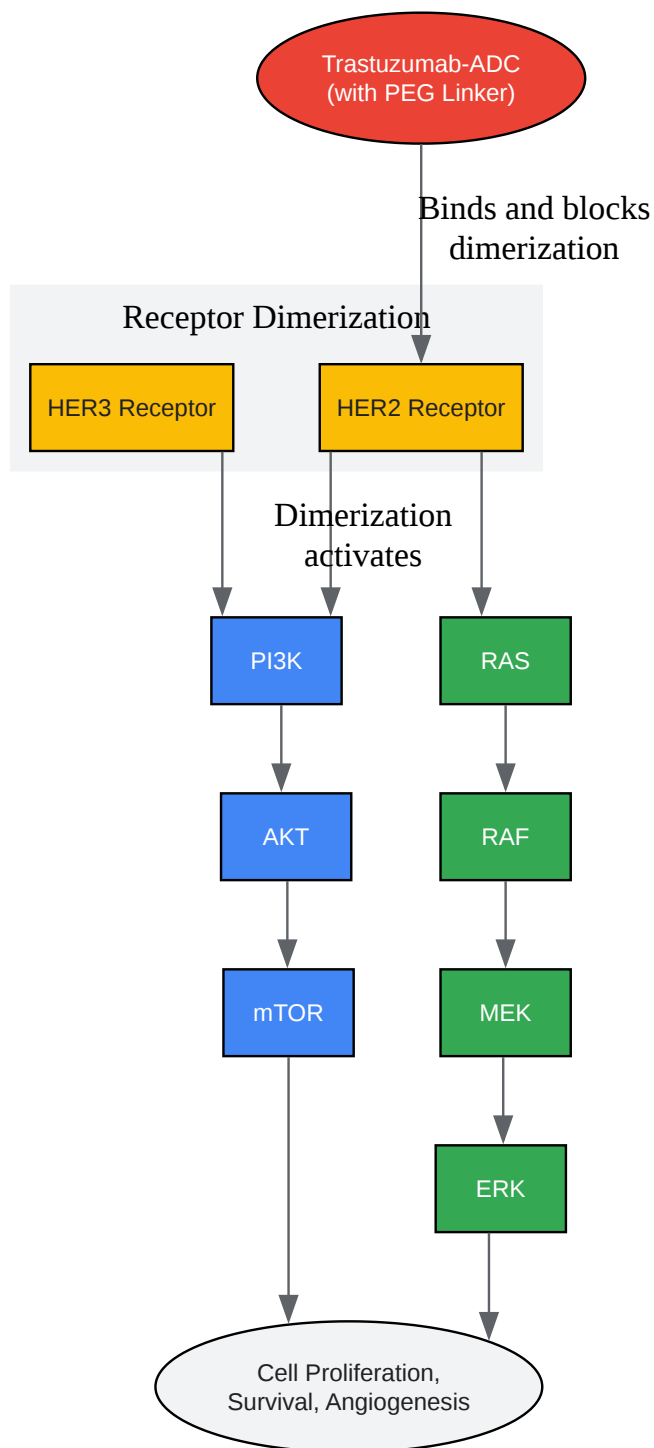 Trastuzumab-ADC
(with PEG Linker)
Binds and blocks
dimerization
Receptor Dimerization
HER3 Receptor
HER2 Receptor
Dimerization
activates
PI3K
RAS
AKT
RAF
mTOR
MEK
ERK
Cell Proliferation,
Survival, Angiogenesis